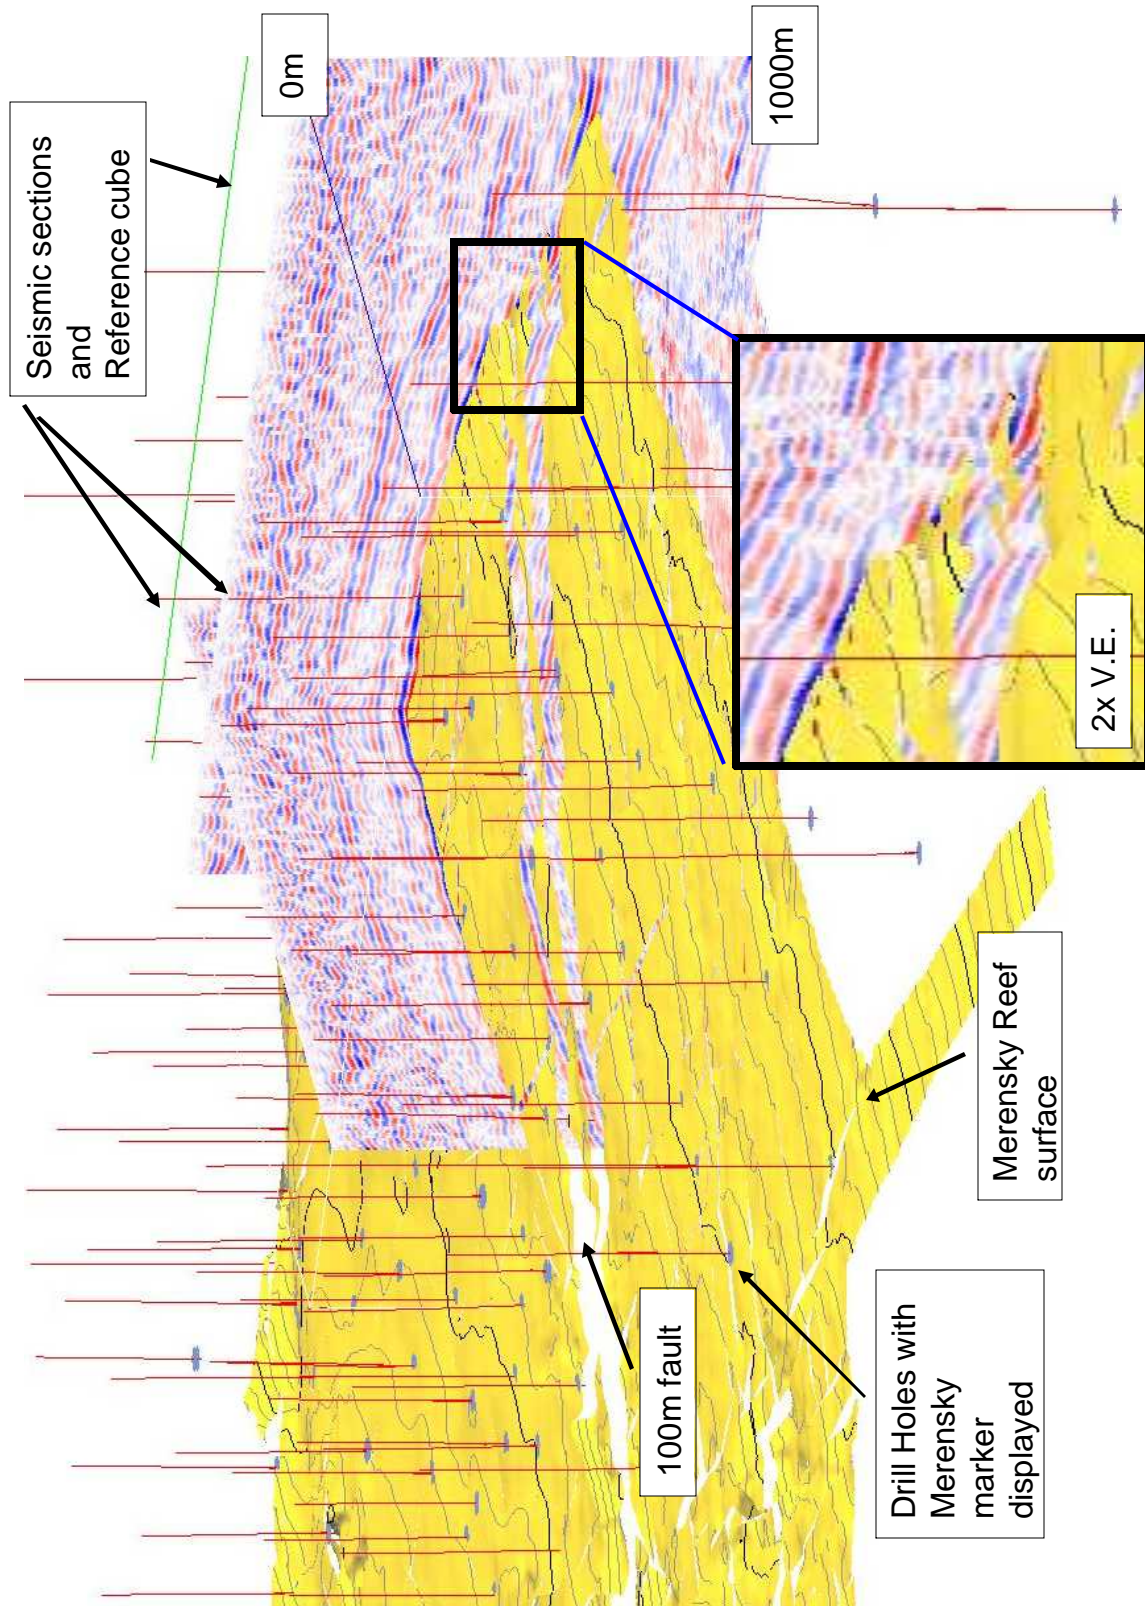 Seismic sections
and
Reference cube
0m
1000m
2x V.E.
Merensky Reef
surface
100m fault
Drill Holes with
Merensky
marker
displayed